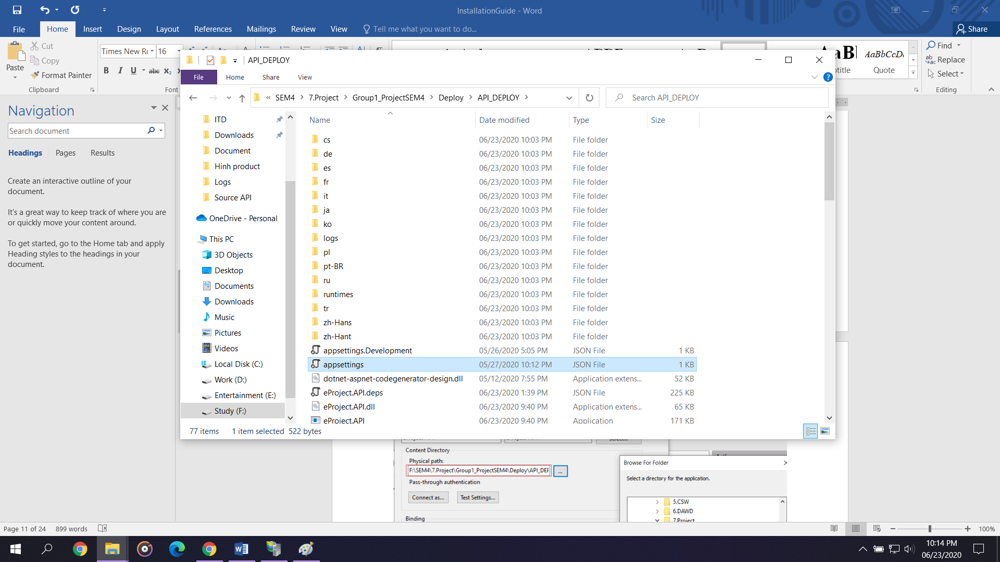 InstallationGuide - Word
File Home Insert Design Layout References Mailings Review View Tell me what you want to do... Share
Paste
Cut
Copy
Format Painter
Clipboard
Times New Ro 16
B I U abc x₂
Font
AaBbCcDd
Quote
Find
Replace
Select
Editing
Navigation
Search document
Headings Pages Results
Create an interactive outline of your
document.
It's a great way to keep track of where you are
or quickly move your content around.
To get started, go to the Home tab and apply
Heading styles to the headings in your
document.
API_DEPLOY
File Home Share View
« SEM4 > 7.Project > Group1_ProjectSEM4 > Deploy > API_DEPLOY >
Search API_DEPLOY
ITD
Downloads
Document
Hinh product
Logs
Source API
OneDrive - Personal
This PC
3D Objects
Desktop
Documents
Downloads
Music
Pictures
Videos
Local Disk (C:)
Work (D:)
Entertainment (E:)
Study (F:)
Name Date modified Type Size
cs 06/23/2020 10:03 PM File folder
de 06/23/2020 10:03 PM File folder
es 06/23/2020 10:03 PM File folder
fr 06/23/2020 10:03 PM File folder
it 06/23/2020 10:03 PM File folder
ja 06/23/2020 10:03 PM File folder
ko 06/23/2020 10:03 PM File folder
logs 06/23/2020 10:03 PM File folder
pl 06/23/2020 10:03 PM File folder
pt-BR 06/23/2020 10:03 PM File folder
ru 06/23/2020 10:03 PM File folder
runtimes 06/23/2020 10:03 PM File folder
tr 06/23/2020 10:03 PM File folder
zh-Hans 06/23/2020 10:03 PM File folder
zh-Hant 06/23/2020 10:03 PM File folder
appsettings.Development 05/26/2020 5:05 PM JSON File 1 KB
appsettings 05/27/2020 10:12 PM JSON File 1 KB
dotnet-aspnet-codegenerator-design.dll 05/12/2020 7:55 PM Application extens... 52 KB
eProject.API.deps 06/23/2020 1:39 PM JSON File 225 KB
eProject.API.dll 06/23/2020 9:40 PM Application extens... 65 KB
eProject.API 06/23/2020 9:40 PM Application 171 KB
77 items 1 item selected 522 bytes
Content Directory
Physical path:
F:\SEM4\7.Project\Group1_ProjectSEM4\Deploy\API_DEP
...
Pass-through authentication
Connect as... Test Settings...
Binding
Browse For Folder
Select a directory for the application.
5.CSW
6.DAWD
7.Project
Page 11 of 24 899 words
100%
10:14 PM
06/23/2020